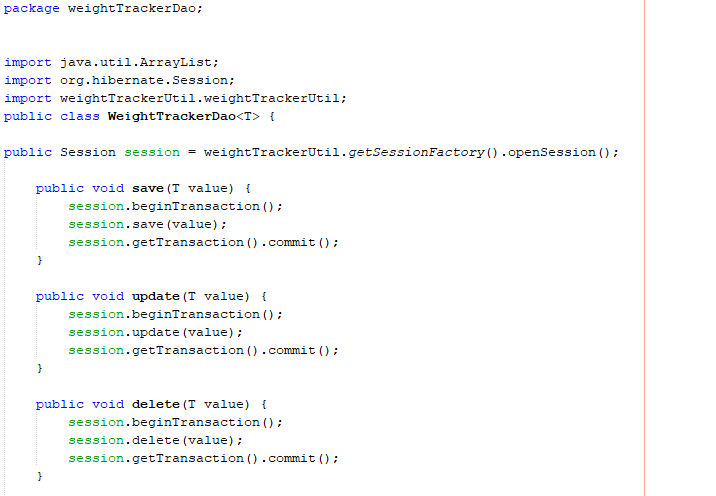 package weightTrackerDao;
import java.util.ArrayList;
import org.hibernate.Session;
import weightTrackerUtil.weightTrackerUtil;
public class WeightTrackerDao<T> {
public Session session = weightTrackerUtil.getSessionFactory().openSession();
public void save(T value) {
session.beginTransaction();
session.save(value);
session.getTransaction().commit();
}
public void update(T value) {
session.beginTransaction();
session.update(value);
session.getTransaction().commit();
}
public void delete(T value) {
session.beginTransaction();
session.delete(value);
session.getTransaction().commit();
}